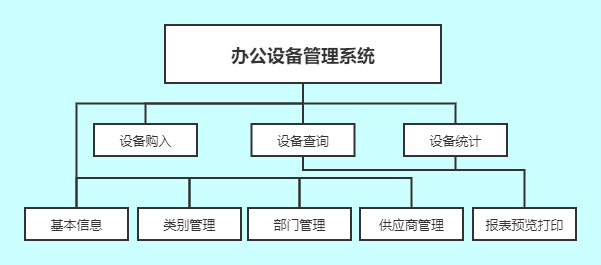 办公设备管理系统
设备购入
设备查询
设备统计
基本信息
类别管理
部门管理
供应商管理
报表预览打印